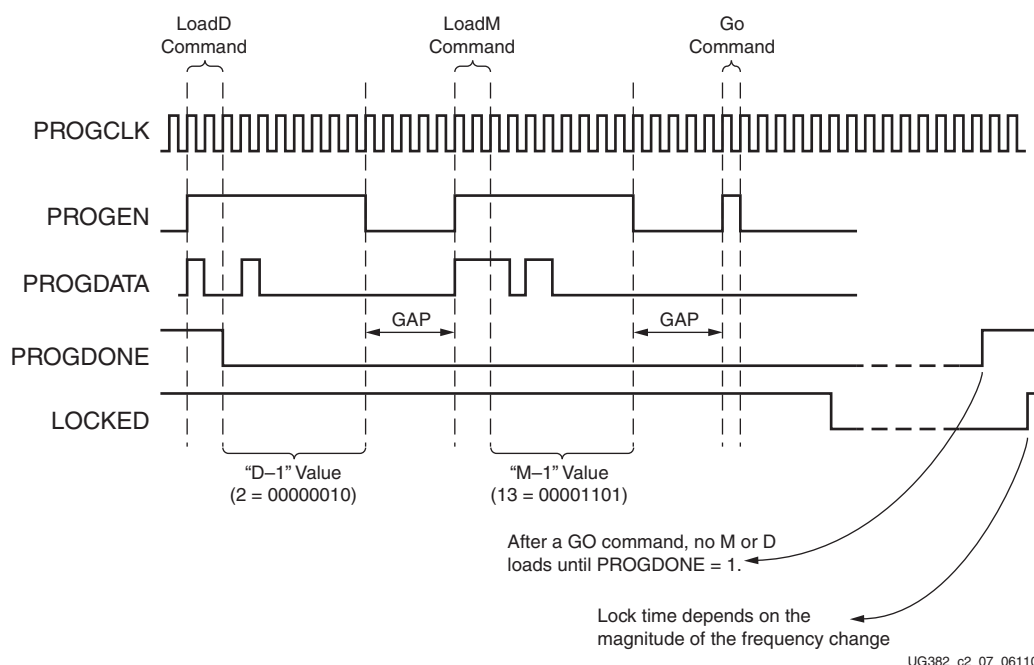 LoadD
Command
LoadM
Command
Go
Command
PROGCLK
PROGEN
PROGDATA
GAP
GAP
PROGDONE
LOCKED
“D–1” Value
(2 = 00000010)
“M–1” Value
(13 = 00001101)
After a GO command, no M or D
loads until PROGDONE = 1.
Lock time depends on the
magnitude of the frequency change